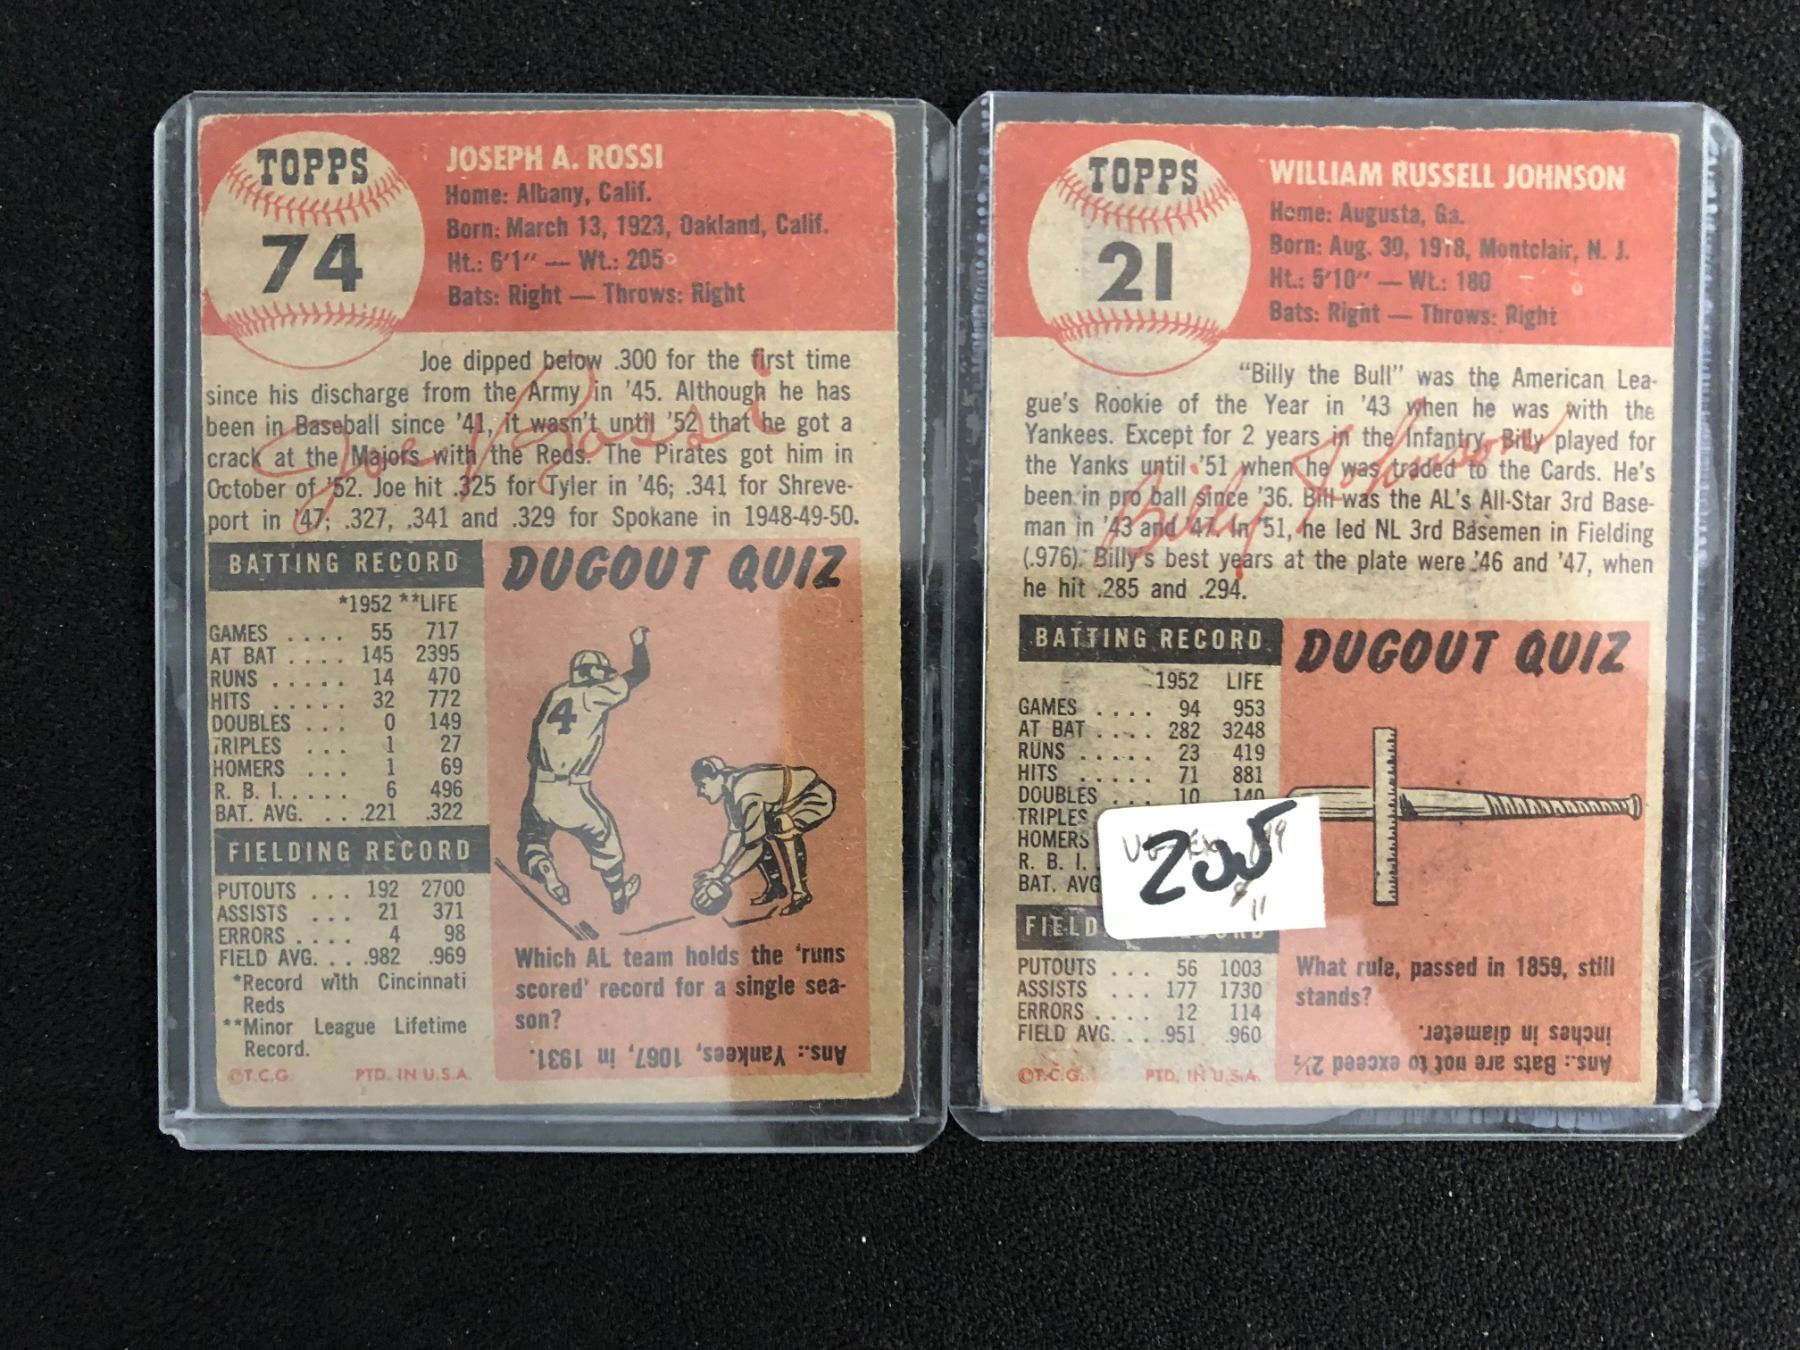 TOPPS
74
JOSEPH A. ROSSI
Home: Albany, Calif.
Born: March 13, 1923, Oakland, Calif.
Ht.: 6'1" — Wt.: 205
Bats: Right — Throws: Right
Joe dipped below .300 for the first time
since his discharge from the Army in '45. Although he has
been in Baseball since '41, it wasn't until '52 that he got a
crack at the Majors with the Reds. The Pirates got him in
October of '52. Joe hit .325 for Tyler in '46; .341 for Shreve-
port in '47; .327, .341 and .329 for Spokane in 1948-49-50.
Joe Rossi
BATTING RECORD
*1952 **LIFE
GAMES .... 55 717
AT BAT .... 145 2395
RUNS ..... 14 470
HITS ..... 32 772
DOUBLES ... 0 149
TRIPLES ... 1 27
HOMERS ... 1 69
R. B. I. .... 6 496
BAT. AVG. ... .221 .322
FIELDING RECORD
PUTOUTS ... 192 2700
ASSISTS ... 21 371
ERRORS .... 4 98
FIELD AVG. ... .982 .969
*Record with Cincinnati
Reds
**Minor League Lifetime
Record.
©T.C.G. PTD. IN U.S.A.
DUGOUT QUIZ
4
Which AL team holds the 'runs
scored' record for a single sea-
son?
Ans.: Yankees, 1067, in 1931.
TOPPS
21
WILLIAM RUSSELL JOHNSON
Home: Augusta, Ga.
Born: Aug. 30, 1918, Montclair, N. J.
Ht.: 5'10" — Wt.: 180
Bats: Right — Throws: Right
"Billy the Bull" was the American Lea-
gue's Rookie of the Year in '43 when he was with the
Yankees. Except for 2 years in the Infantry, Billy played for
the Yanks until '51 when he was traded to the Cards. He's
been in pro ball since '36. Bill was the AL's All-Star 3rd Base-
man in '43 and '47. In '51, he led NL 3rd Basemen in Fielding
(.976). Billy's best years at the plate were '46 and '47, when
he hit .285 and .294.
Billy Johnson
BATTING RECORD
1952 LIFE
GAMES .... 94 953
AT BAT .... 282 3248
RUNS ..... 23 419
HITS ..... 71 881
DOUBLES ... 10 140
TRIPLES
HOMERS
R. B. I.
BAT. AVG
FIELD
PUTOUTS ... 56 1003
ASSISTS ... 177 1730
ERRORS .... 12 114
FIELD AVG. ... .951 .960
©T.C.G. PTD. IN U.S.A.
2005
11
DUGOUT QUIZ
What rule, passed in 1859, still
stands?
Ans.: Bats are not to exceed 2½
inches in diameter.